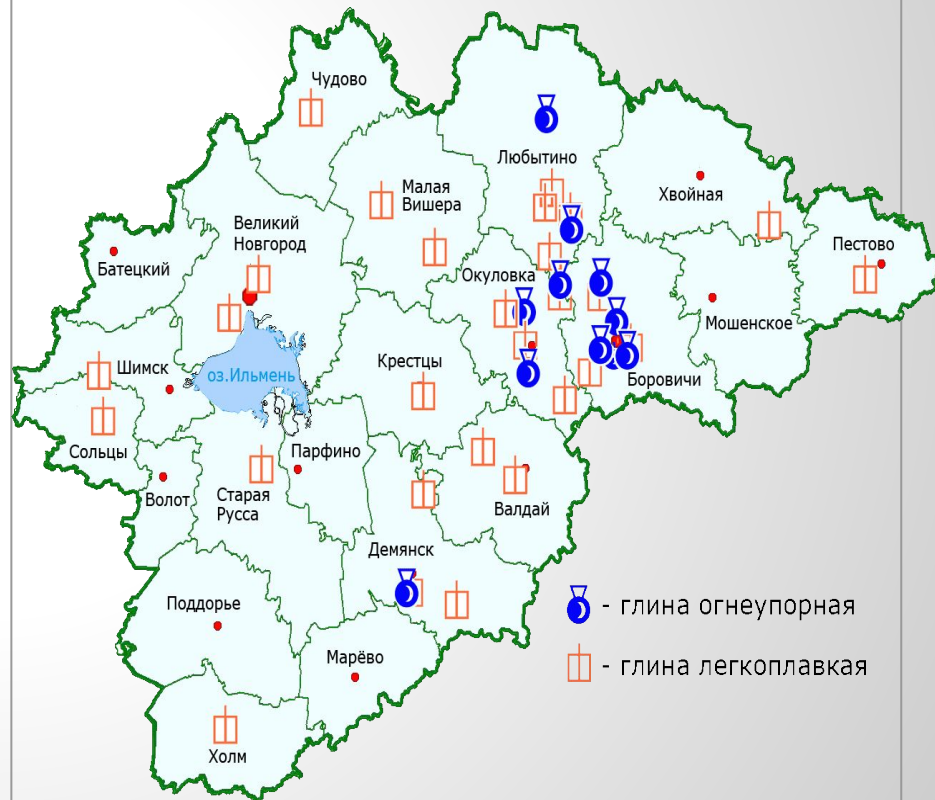 Чудово
Любытино
Малая
Вишера
Хвойная
Великий
Новгород
Пестово
Батецкий
Окуловка
Мошенское
Шимск
оз.Ильмень
Крестцы
Боровичи
Сольцы
Парфино
Волот
Старая
Русса
Валдай
Демянск
Поддорье
- глина огнеупорная
Марёво
- глина легкоплавкая
Холм